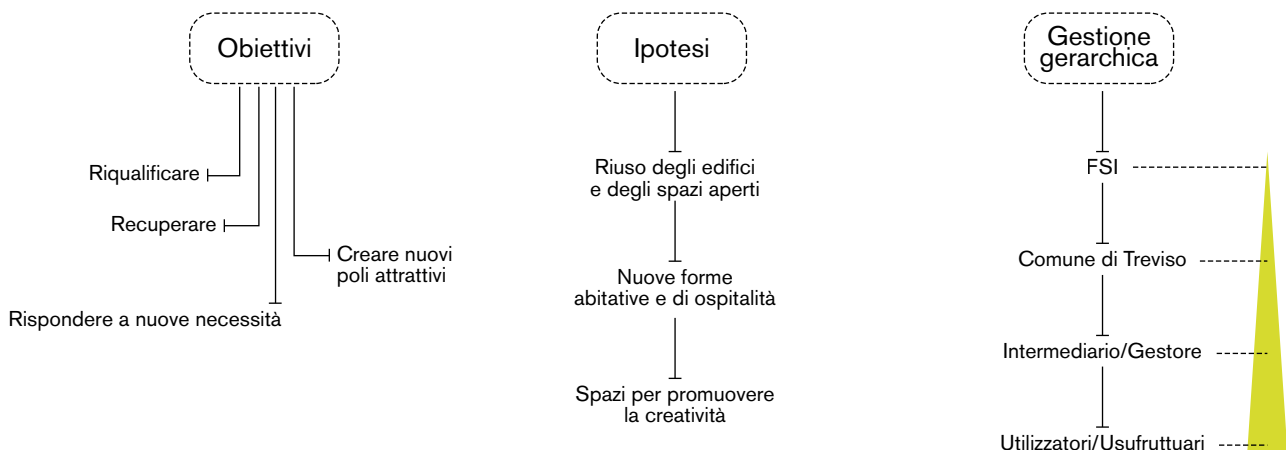 Obiettivi
Riqualificare
Recuperare
Creare nuovi
poli attrattivi
Rispondere a nuove necessità
Ipotesi
Riuso degli edifici
e degli spazi aperti
Nuove forme
abitative e di ospitalità
Spazi per promuovere
la creatività
Gestione
gerarchica
FSI
Comune di Treviso
Intermediario/Gestore
Utilizzatori/Usufruttuari